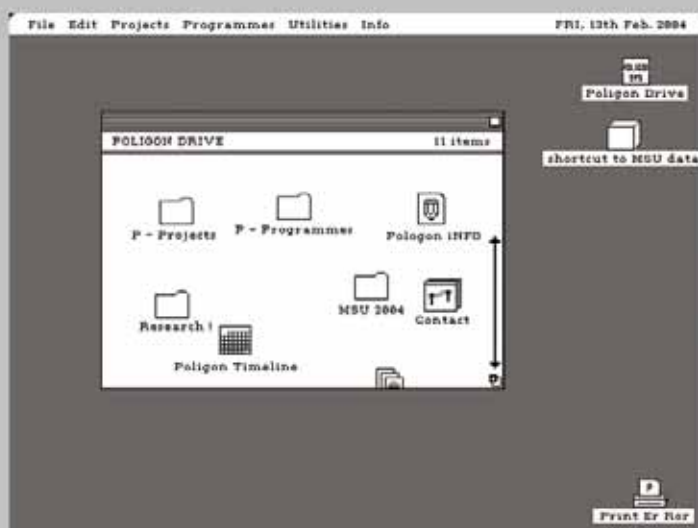 File Edit Projects Programmes Utilities Info FRI, 13th Feb. 2004
Poligon Drive
shortcut to MSU data
POLIGON DRIVE 11 items
P - Projects P - Programmes Pologon iNFO
Research ! MSU 2004 Contact
Poligon Timeline
Print Er Ror